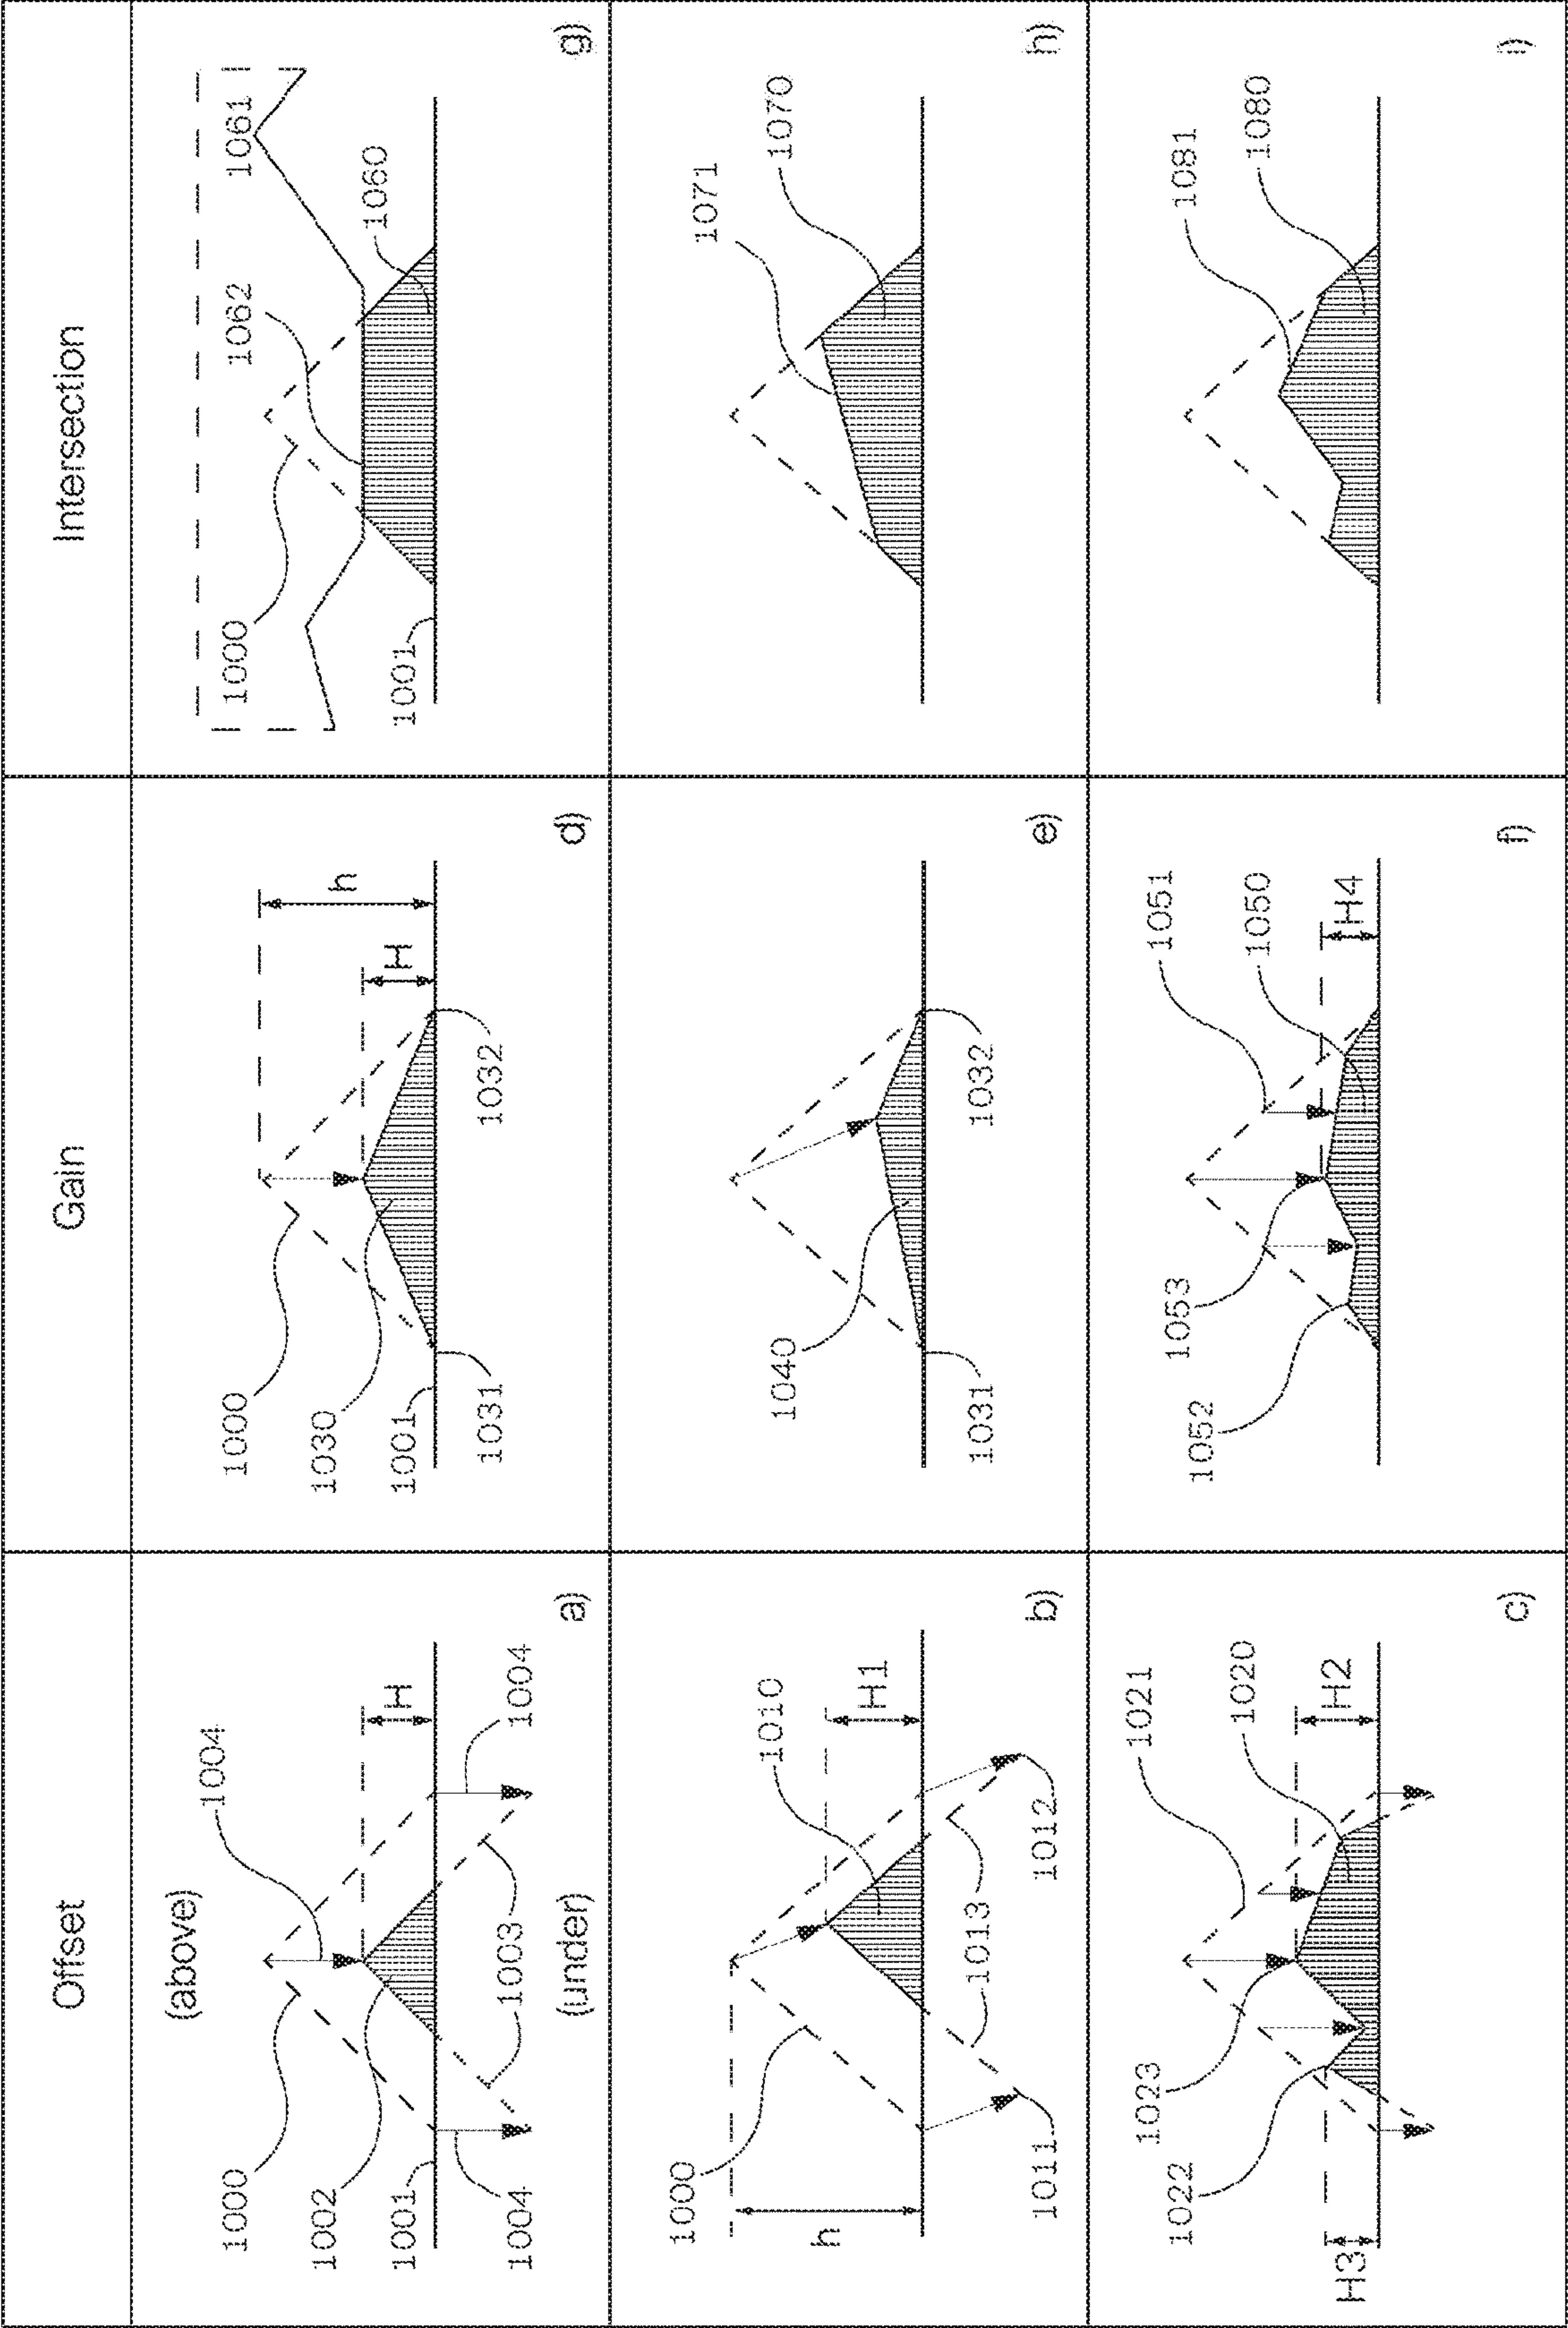 Offset
Gain
Intersection
(above)
1000
1002
1001
1004
1004
H
1004
1003
(under)
a)
1000
1030
1001
1031
1032
H
h
d)
1000
1001
1062
1061
1060
g)
1000
h
1010
H1
1011
1013
1012
b)
1040
1031
1032
e)
1071
1070
h)
1021
1020
1023
1022
H2
H3
c)
1051
1050
1053
1052
H4
f)
1081
1080
i)